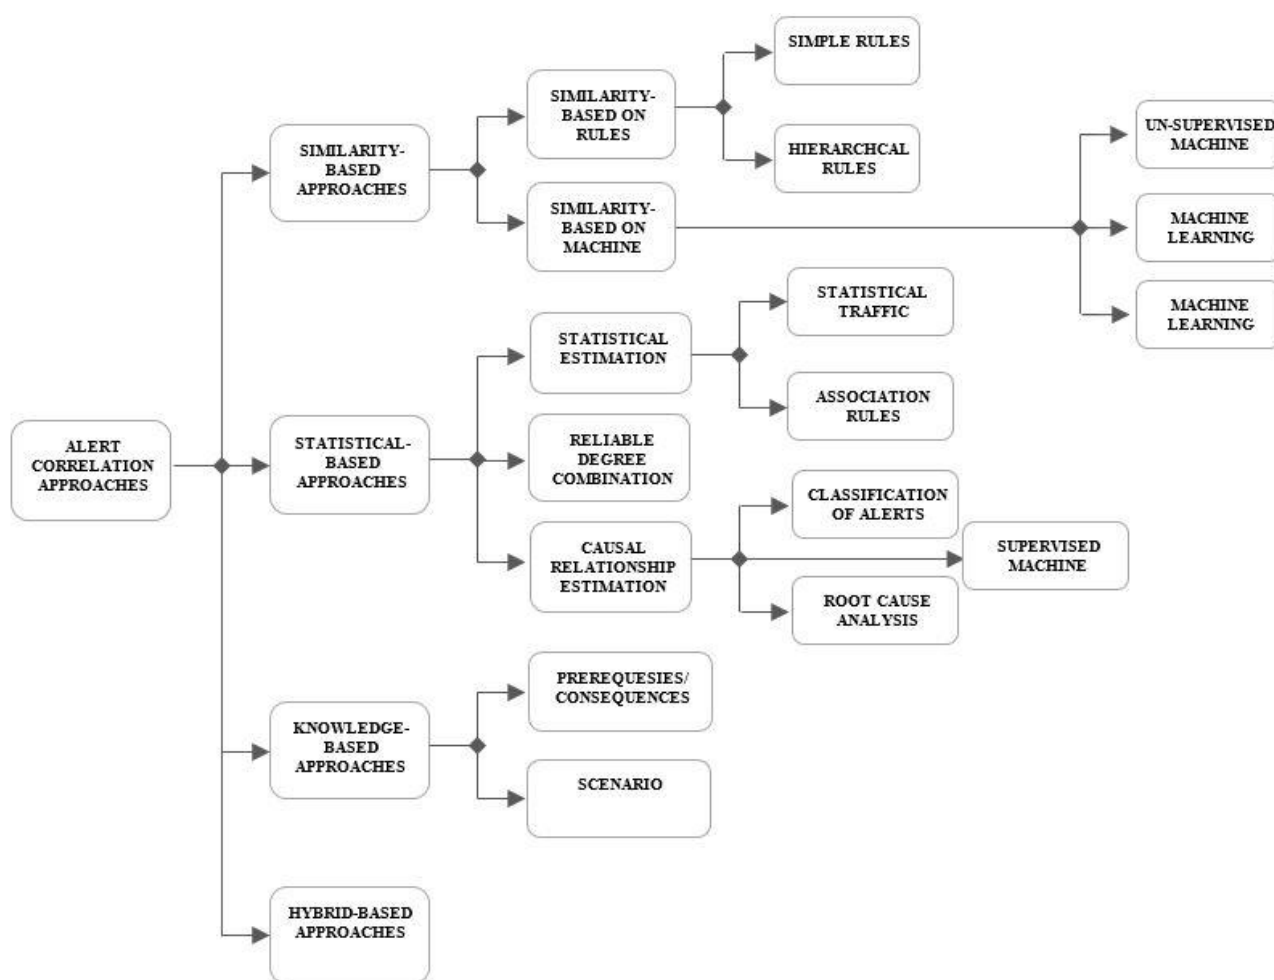 SIMPLE RULES
SIMILARITY-
BASED ON
RULES
HIERARCHCAL
RULES
UN-SUPERVISED
MACHINE
SIMILARITY-
BASED
APPROACHES
SIMILARITY-
BASED ON
MACHINE
MACHINE
LEARNING
MACHINE
LEARNING
STATISTICAL
TRAFFIC
STATISTICAL
ESTIMATION
ASSOCIATION
RULES
ALERT
CORRELATION
APPROACHES
STATISTICAL-
BASED
APPROACHES
RELIABLE
DEGREE
COMBINATION
CLASSIFICATION
OF ALERTS
CAUSAL
RELATIONSHIP
ESTIMATION
SUPERVISED
MACHINE
ROOT CAUSE
ANALYSIS
PREREQUESIES/
CONSEQUENCES
KNOWLEDGE-
BASED
APPROACHES
SCENARIO
HYBRID-BASED
APPROACHES